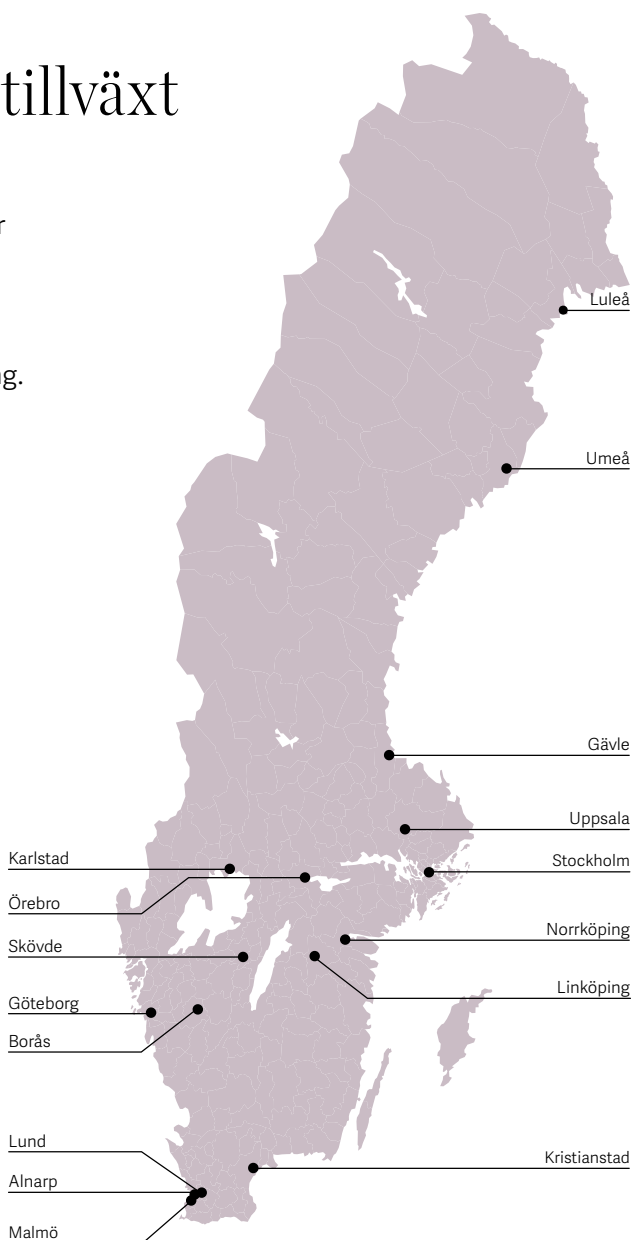 tillväxt
r
g.
Luleå
Umeå
Gävle
Uppsala
Karlstad
Stockholm
Örebro
Norrköping
Skövde
Linköping
Göteborg
Borås
Lund
Kristianstad
Alnarp
Malmö